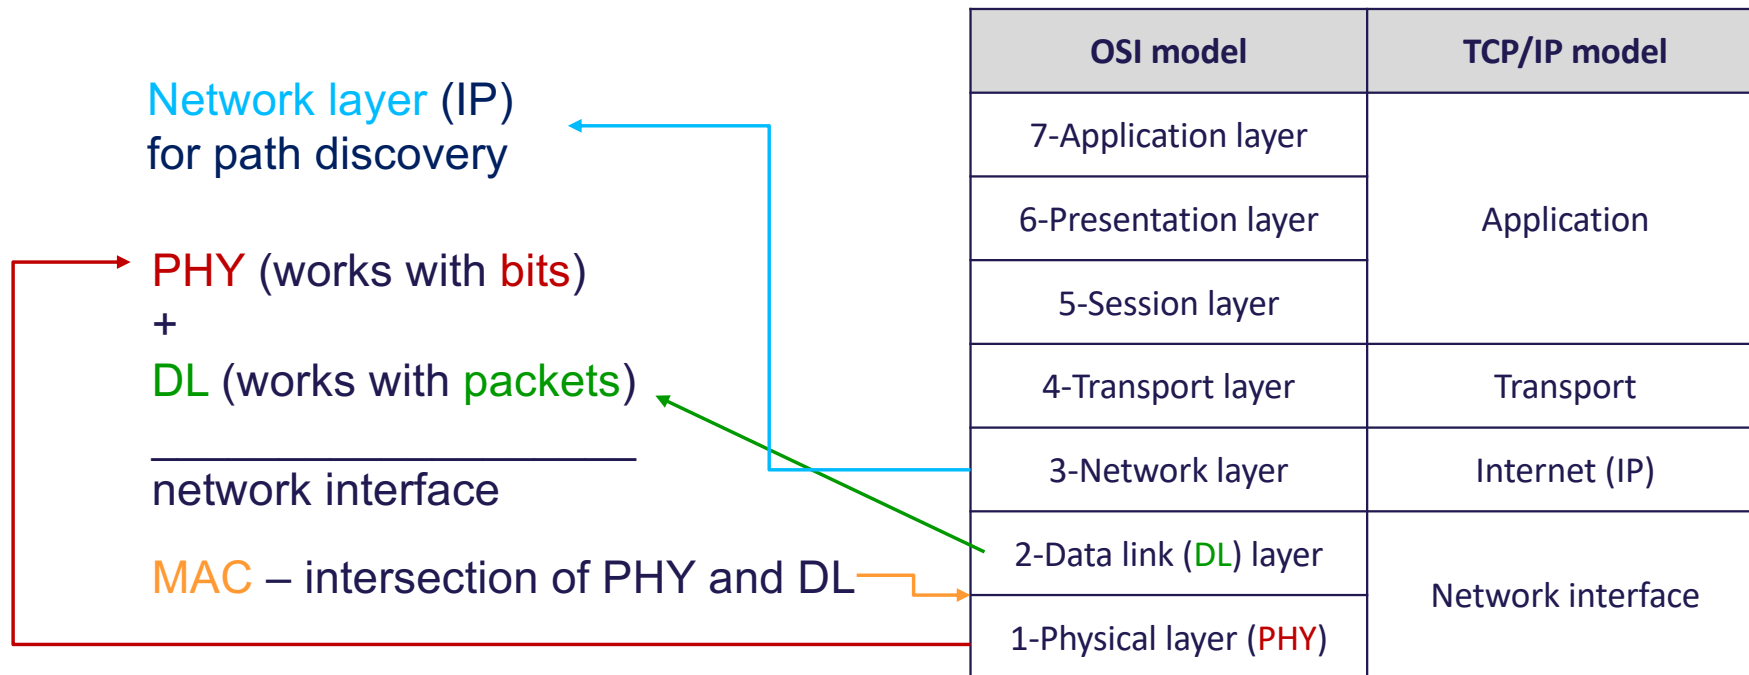 Network layer (IP)
for path discovery
PHY (works with bits)
+
DL (works with packets)
network interface
MAC – intersection of PHY and DL
OSI model
TCP/IP model
7-Application layer
6-Presentation layer
5-Session layer
Application
4-Transport layer
Transport
3-Network layer
Internet (IP)
2-Data link (DL) layer
1-Physical layer (PHY)
Network interface